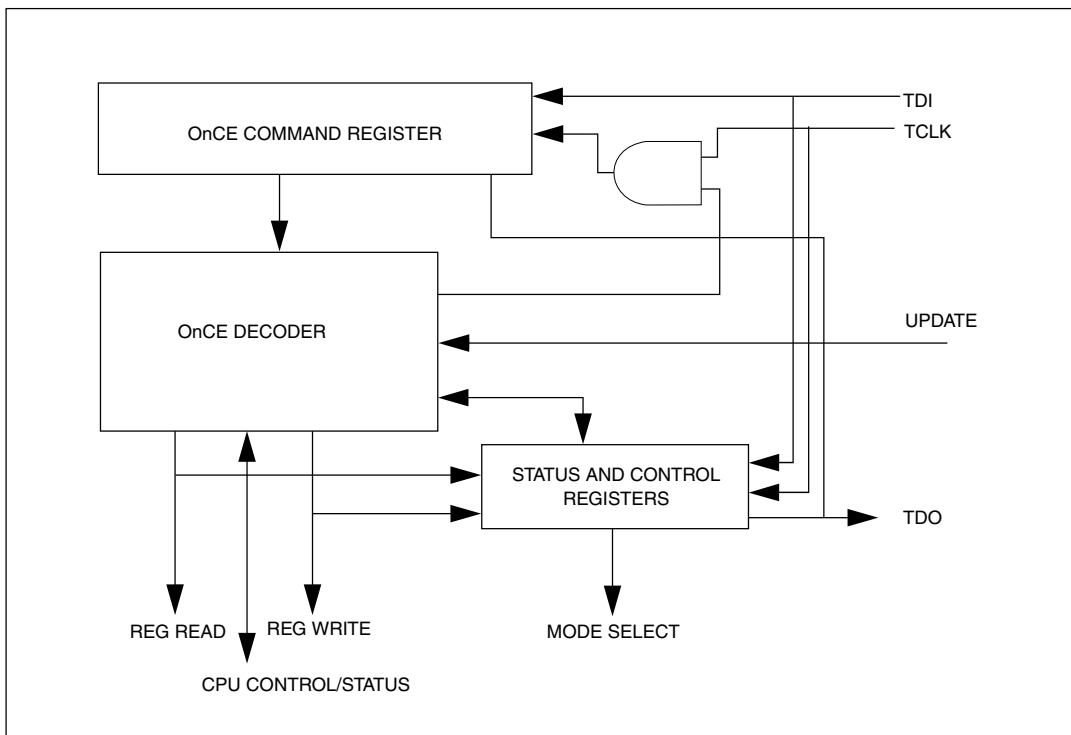 TDI
OnCE COMMAND REGISTER
TCLK
UPDATE
OnCE DECODER
STATUS AND CONTROL
REGISTERS
TDO
REG READ
REG WRITE
MODE SELECT
CPU CONTROL/STATUS